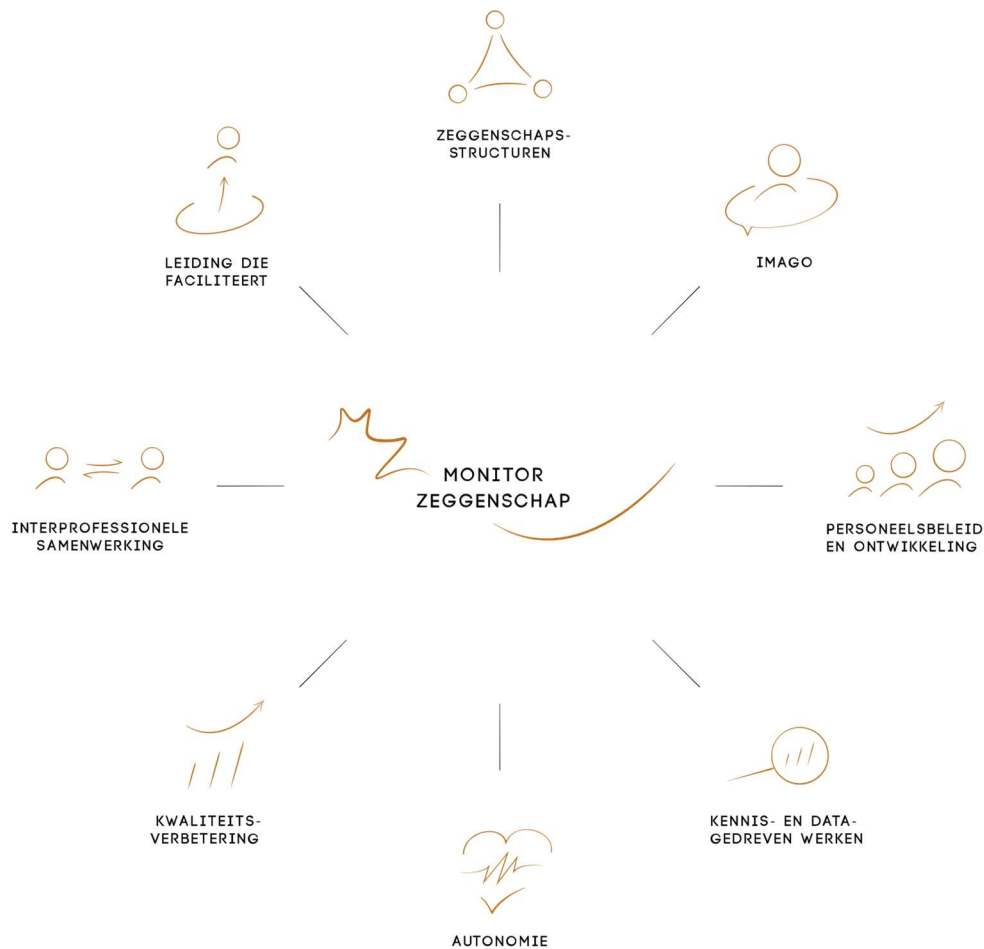 ZEGGENSCHAPS-
STRUCTUREN
LEIDING DIE
FACILITEERT
IMAGO
MONITOR
ZEGGENSCHAP
INTERPROFESSIONELE
SAMENWERKING
PERSONEELSBELEID
EN ONTWIKKELING
KWALITEITS-
VERBETERING
KENNIS- EN DATA-
GEDREVEN WERKEN
AUTONOMIE